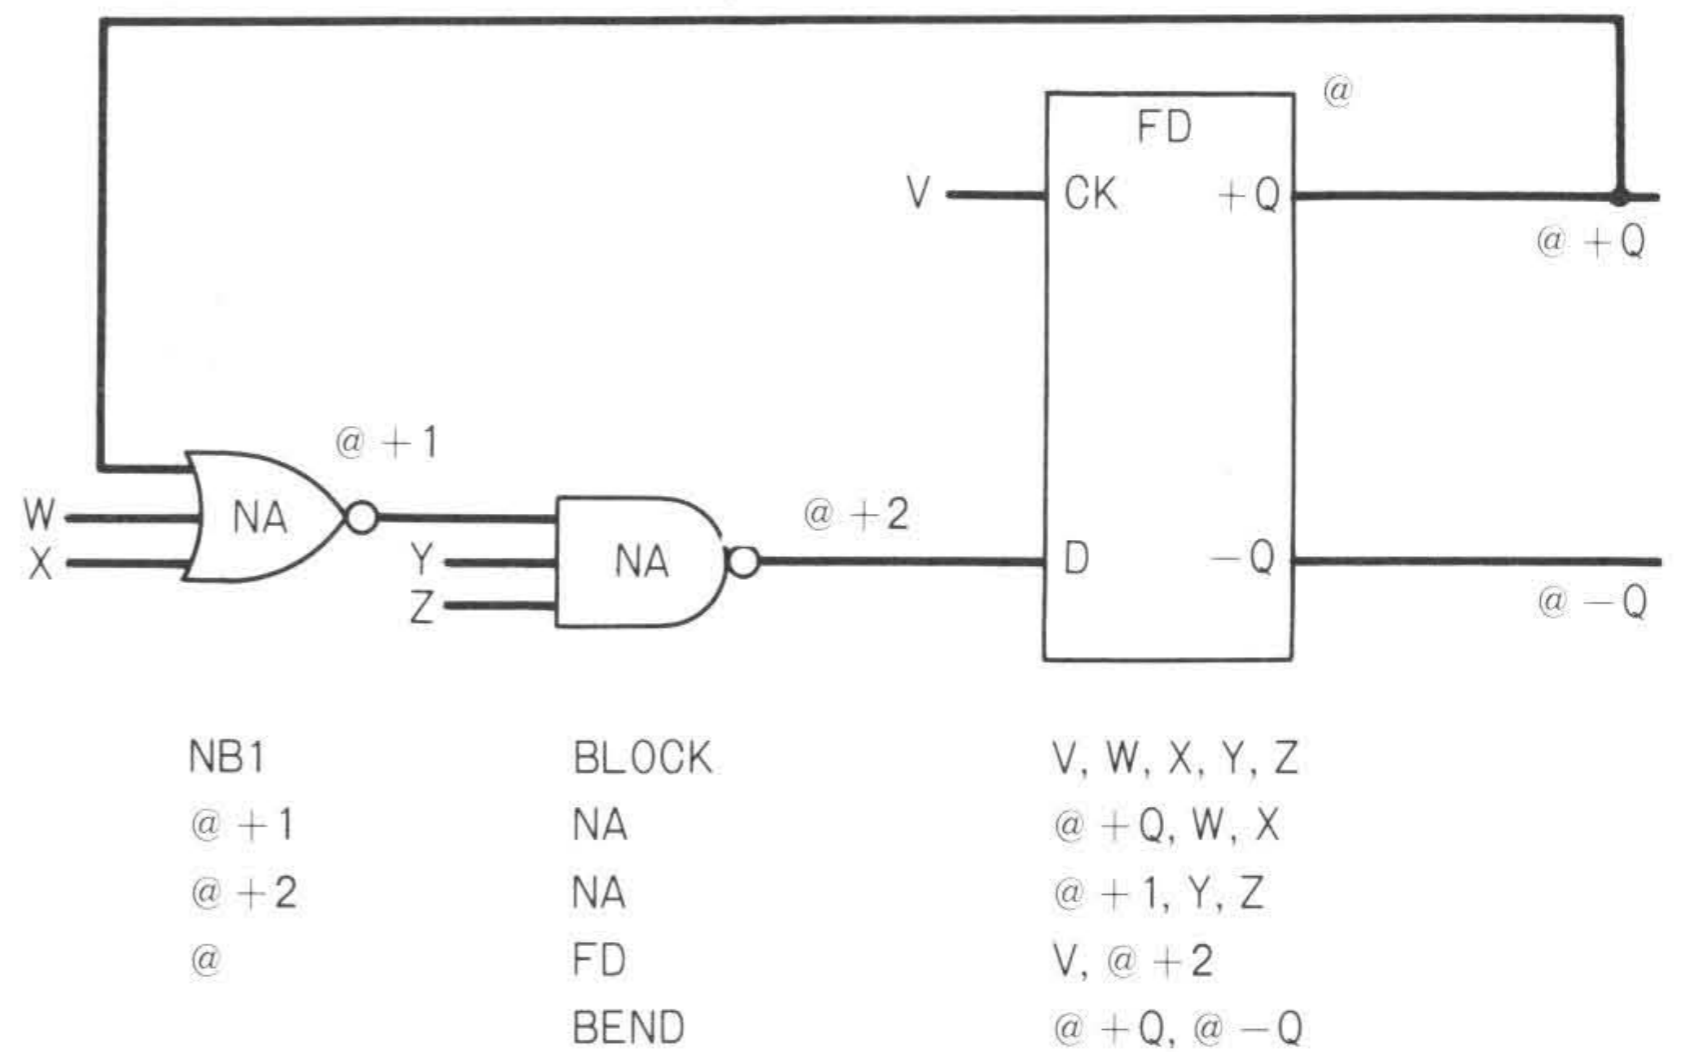 @
FD
V CK +Q
@ +Q
@ +1
W NA
X
@ +2
Y NA D -Q
Z
@ -Q
NB1 BLOCK V, W, X, Y, Z
@ +1 NA @ +Q, W, X
@ +2 NA @ +1, Y, Z
@ FD V, @ +2
BEND @ +Q, @ -Q